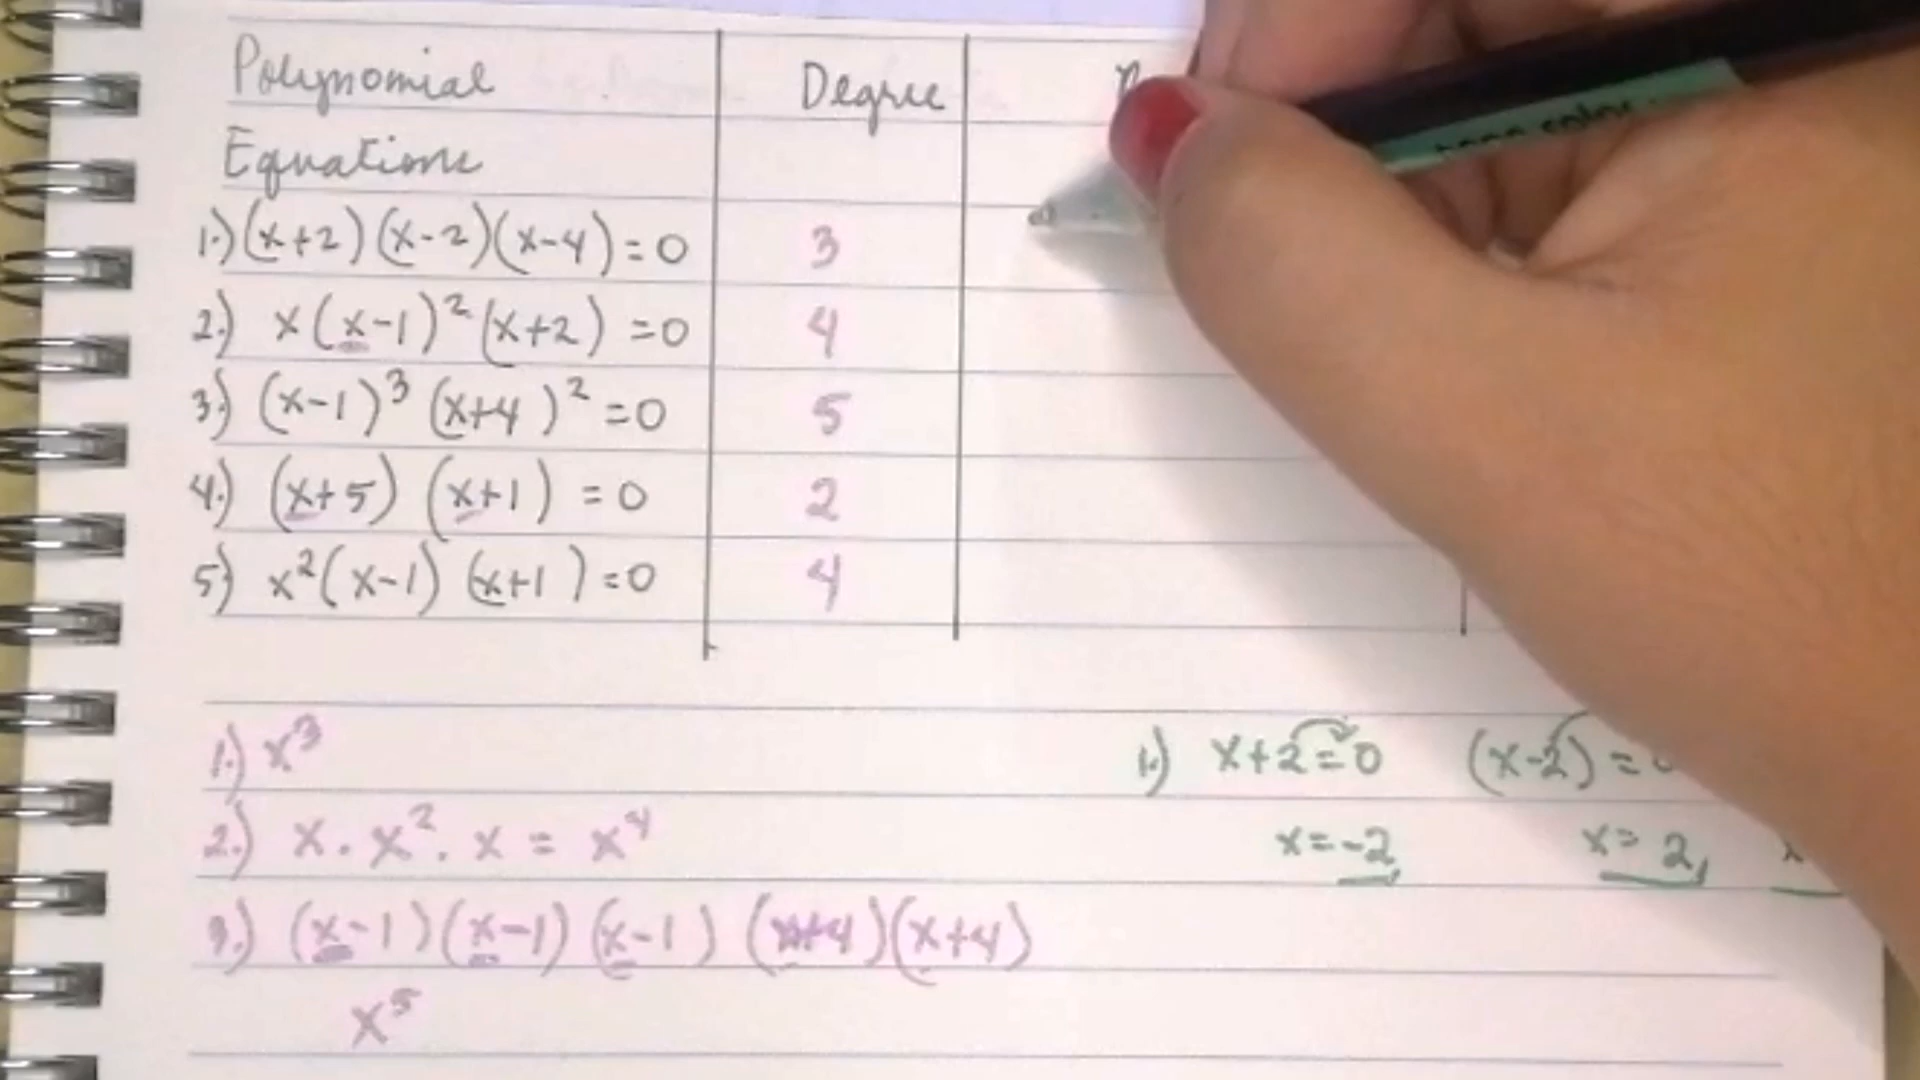 Polynomial Degree
Equations
1.) (x+2) (x-2)(x-4) = 0 3
2.) x(x-1)² (x+2) = 0 4
3.) (x-1)³ (x+4)² = 0 5
4.) (x+5) (x+1) = 0 2
5.) x²(x-1) (x+1) = 0 4
1.) x³ 1.) x+2=0 (x-2) =
2.) x . x² . x = x⁴ x = -2 x = 2,
3.) (x-1)(x-1)(x-1) (x+4)(x+4)
x⁵